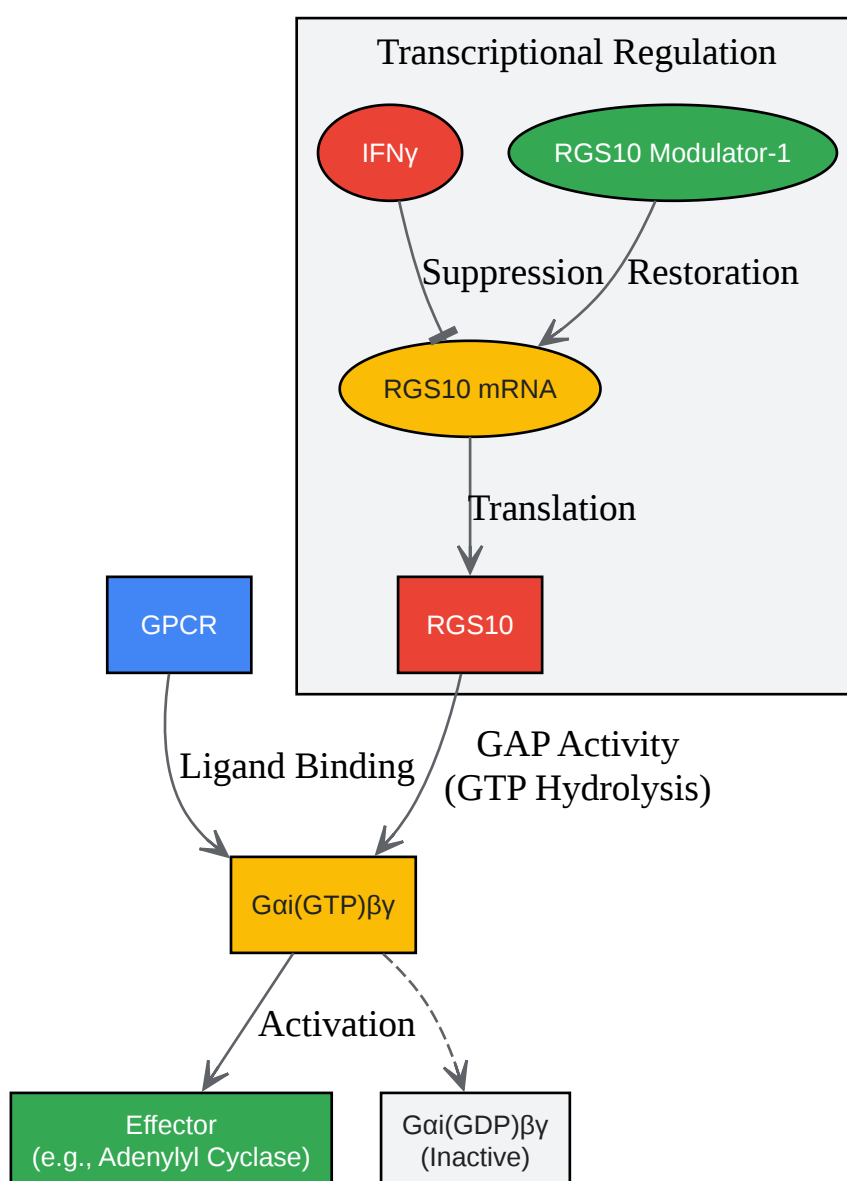 Transcriptional Regulation
IFNγ
RGS10 Modulator-1
Suppression
Restoration
RGS10 mRNA
Translation
GPCR
RGS10
Ligand Binding
GAP Activity
(GTP Hydrolysis)
Gαi(GTP)βγ
Activation
Effector
(e.g., Adenylyl Cyclase)
Gαi(GDP)βγ
(Inactive)